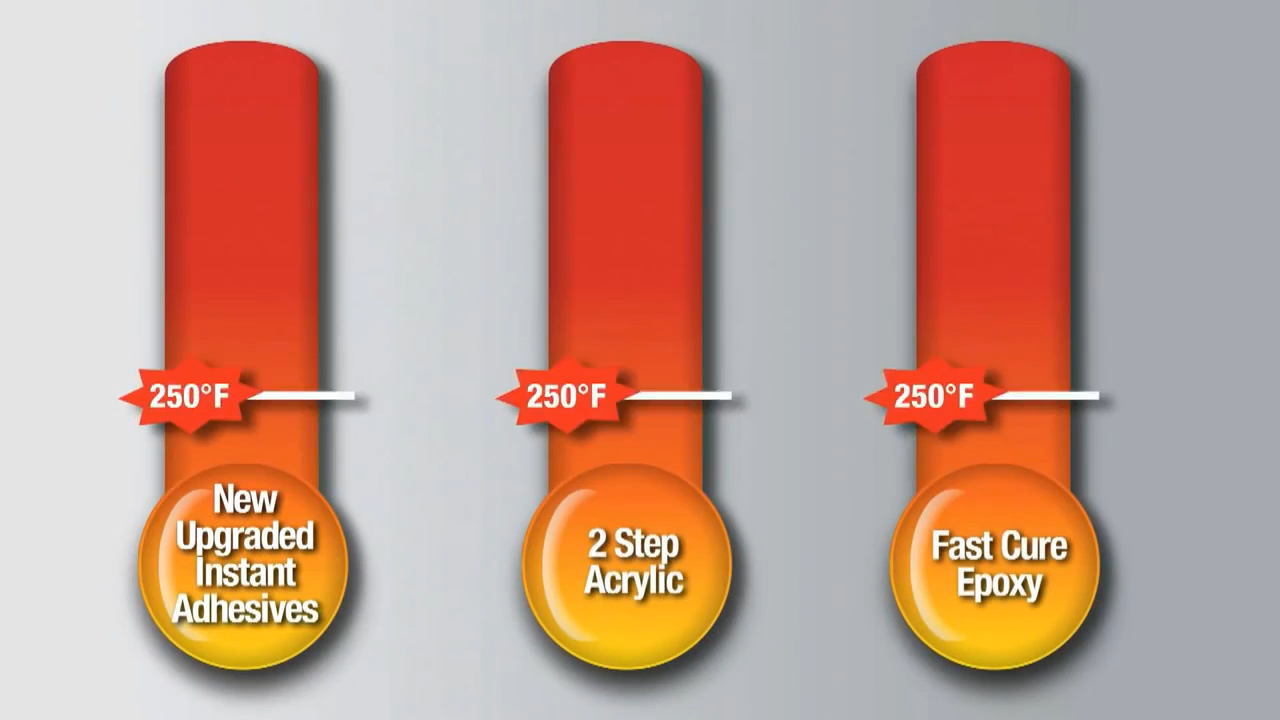 250°F
250°F
250°F
New
Upgraded
Instant
Adhesives
2 Step
Acrylic
Fast Cure
Epoxy